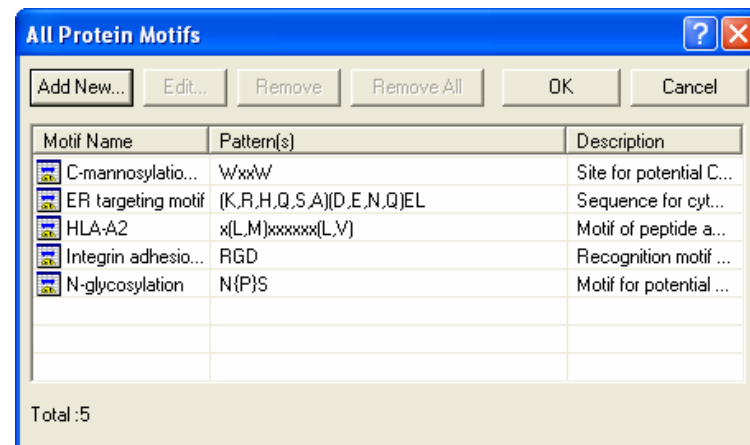 All Protein Motifs
Add New... Edit... Remove Remove All OK Cancel
Motif Name Pattern(s) Description
C-mannosylatio... WxxW Site for potential C...
ER targeting motif (K,R,H,Q,S,A)(D,E,N,Q)EL Sequence for cyt...
HLA-A2 x(L,M)xxxxxx(L,V) Motif of peptide a...
Integrin adhesio... RGD Recognition motif ...
N-glycosylation N{P}S Motif for potential ...
Total :5